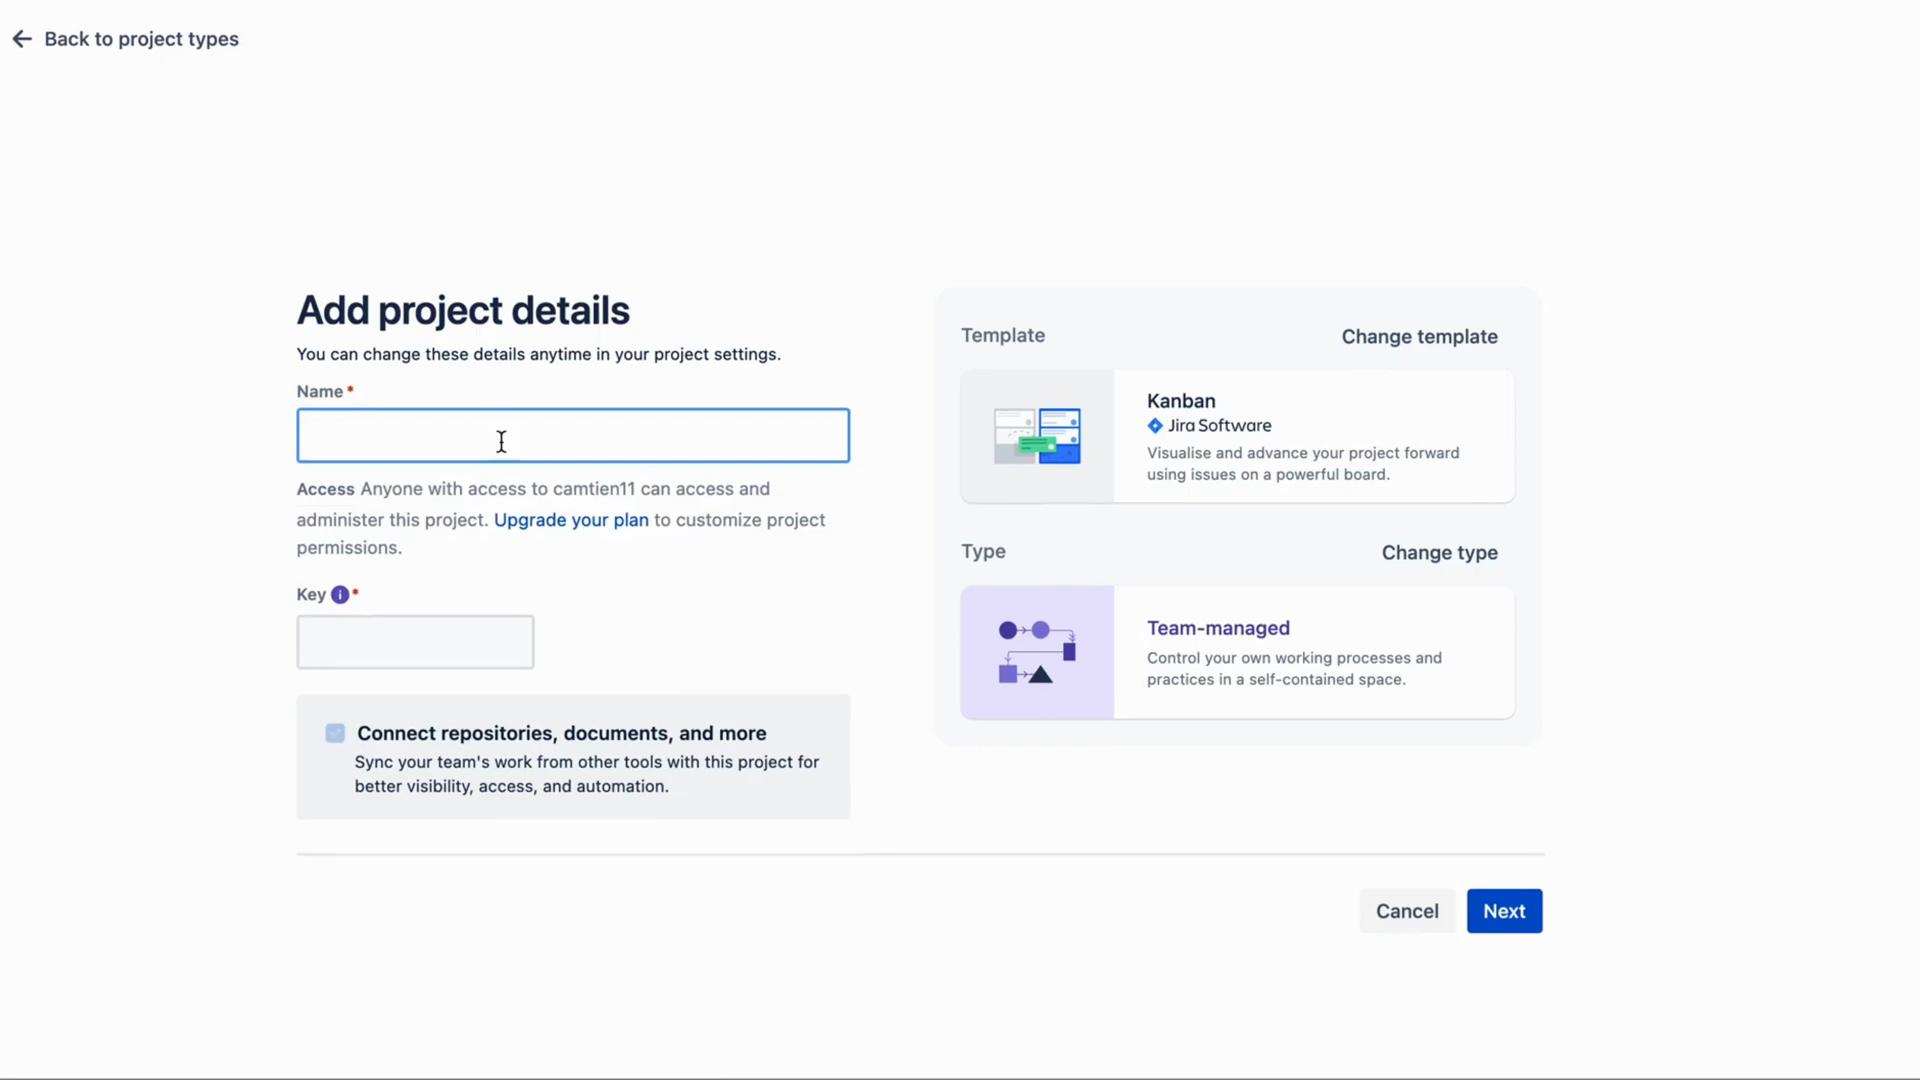 Back to project types
Add project details
You can change these details anytime in your project settings.
Name *
Access Anyone with access to camtien11 can access and
administer this project. Upgrade your plan to customize project
permissions.
Key i *
Connect repositories, documents, and more
Sync your team's work from other tools with this project for
better visibility, access, and automation.
Template
Change template
Kanban
Jira Software
Visualise and advance your project forward
using issues on a powerful board.
Type
Change type
Team-managed
Control your own working processes and
practices in a self-contained space.
Cancel
Next